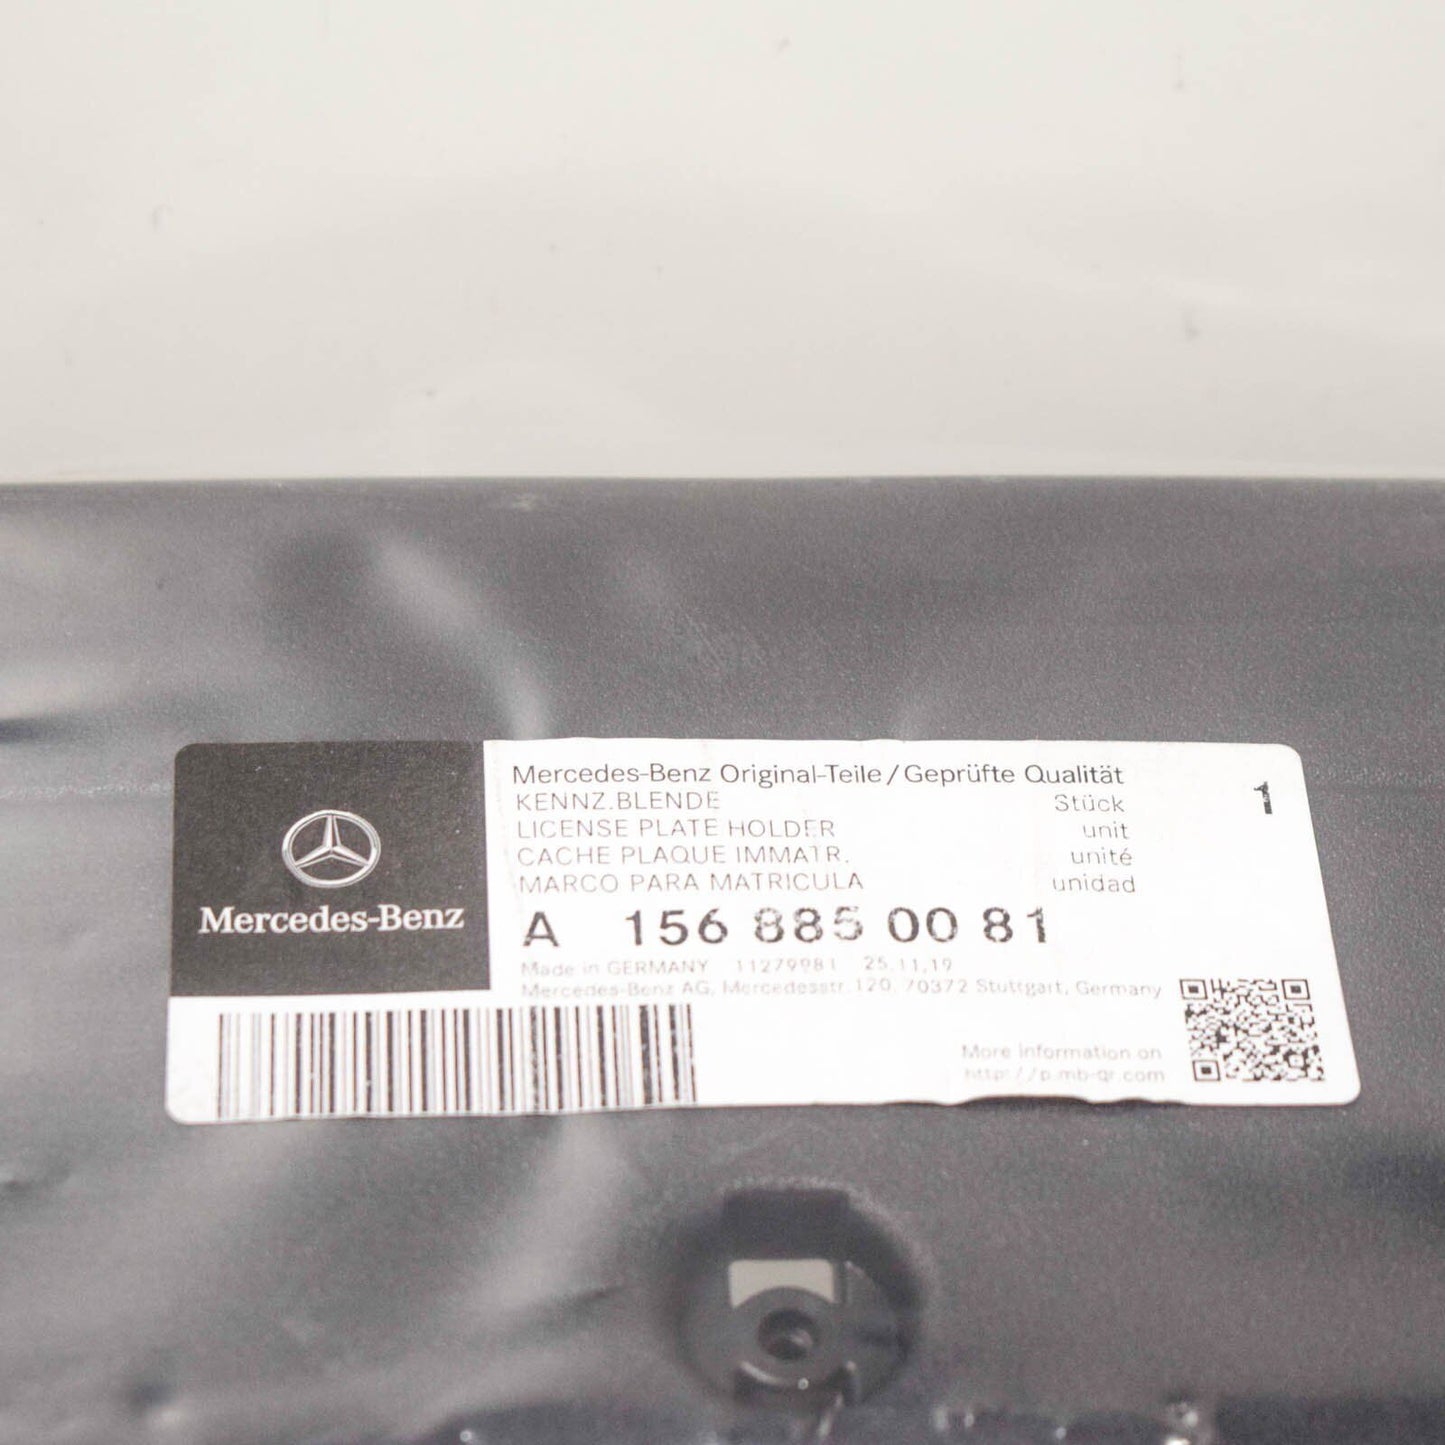 Mercedes-Benz
Mercedes-Benz Original-Teile/Geprüfte Qualität
KENNZ.BLENDE Stück 1
LICENSE PLATE HOLDER unit
CACHE PLAQUE IMMATR. unité
MARCO PARA MATRICULA unidad
A 156 885 00 81
Made in GERMANY 11279981 25.11.19
Mercedes-Benz AG, Mercedesstr.120, 70372 Stuttgart, Germany
More information on
http://p.mb-qr.com